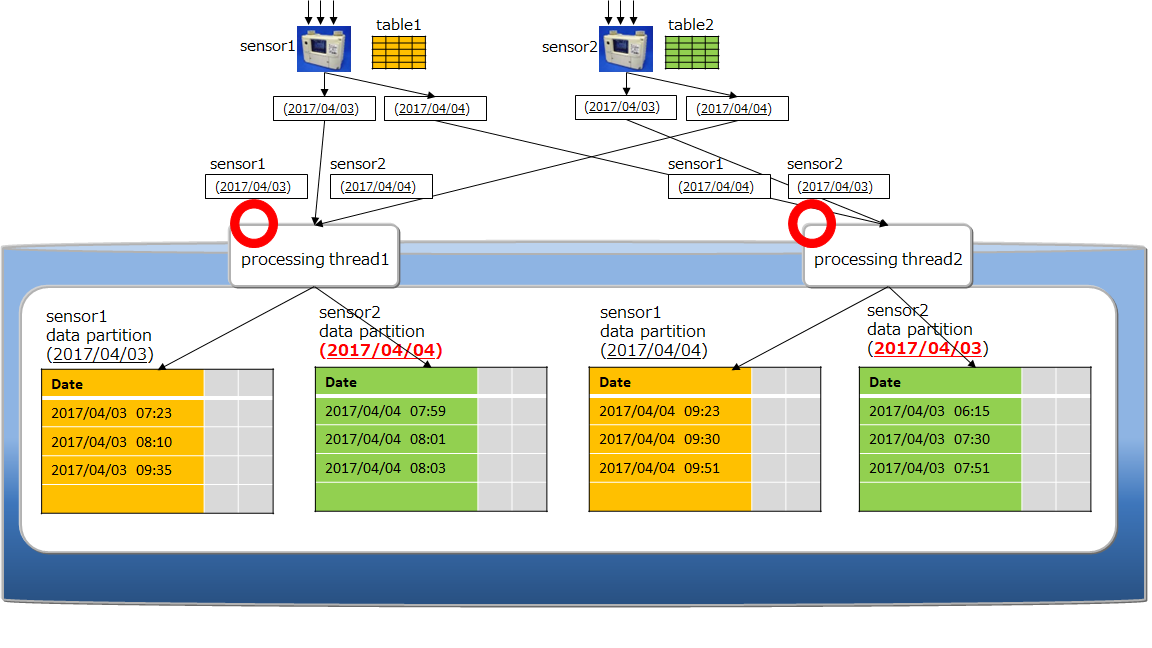 table1
table2
sensor1
sensor2
(2017/04/03)
(2017/04/04)
(2017/04/03)
(2017/04/04)
sensor1
sensor2
sensor1
sensor2
(2017/04/03)
(2017/04/04)
(2017/04/04)
(2017/04/03)
processing thread1
processing thread2
sensor1
data partition
(2017/04/03)
sensor2
data partition
(2017/04/04)
sensor1
data partition
(2017/04/04)
sensor2
data partition
(2017/04/03)
Date
2017/04/03 07:23
2017/04/03 08:10
2017/04/03 09:35
Date
2017/04/04 07:59
2017/04/04 08:01
2017/04/04 08:03
Date
2017/04/04 09:23
2017/04/04 09:30
2017/04/04 09:51
Date
2017/04/03 06:15
2017/04/03 07:30
2017/04/03 07:51